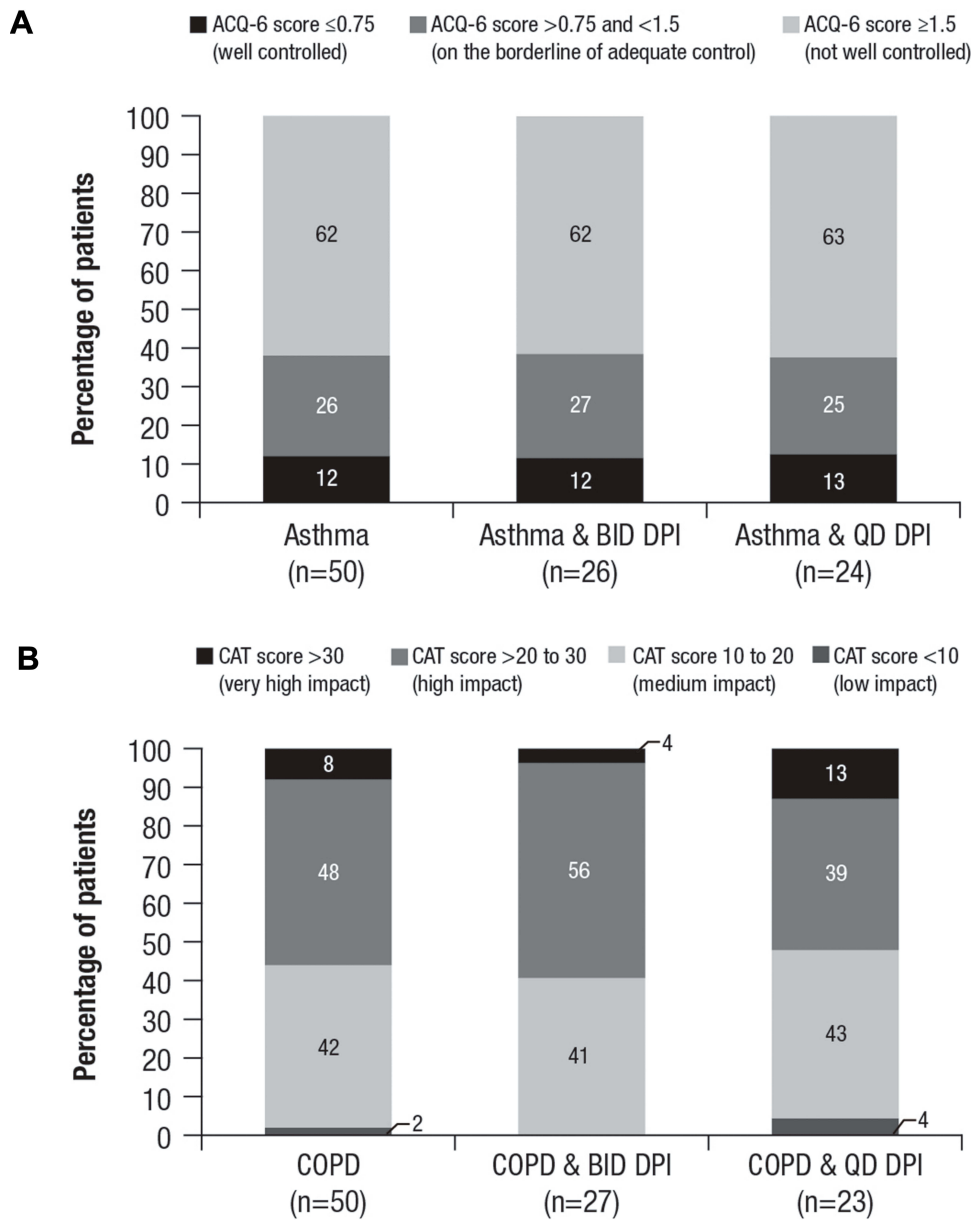 A
ACQ-6 score ≤0.75
(well controlled)
ACQ-6 score >0.75 and <1.5
(on the borderline of adequate control)
ACQ-6 score ≥1.5
(not well controlled)
Percentage of patients
100
90
80
70
60
50
40
30
20
10
0
62
26
12
62
27
12
63
25
13
Asthma
(n=50)
Asthma & BID DPI
(n=26)
Asthma & QD DPI
(n=24)
B
CAT score >30
(very high impact)
CAT score >20 to 30
(high impact)
CAT score 10 to 20
(medium impact)
CAT score <10
(low impact)
Percentage of patients
100
90
80
70
60
50
40
30
20
10
0
8
48
42
2
4
56
41
13
39
43
4
COPD
(n=50)
COPD & BID DPI
(n=27)
COPD & QD DPI
(n=23)